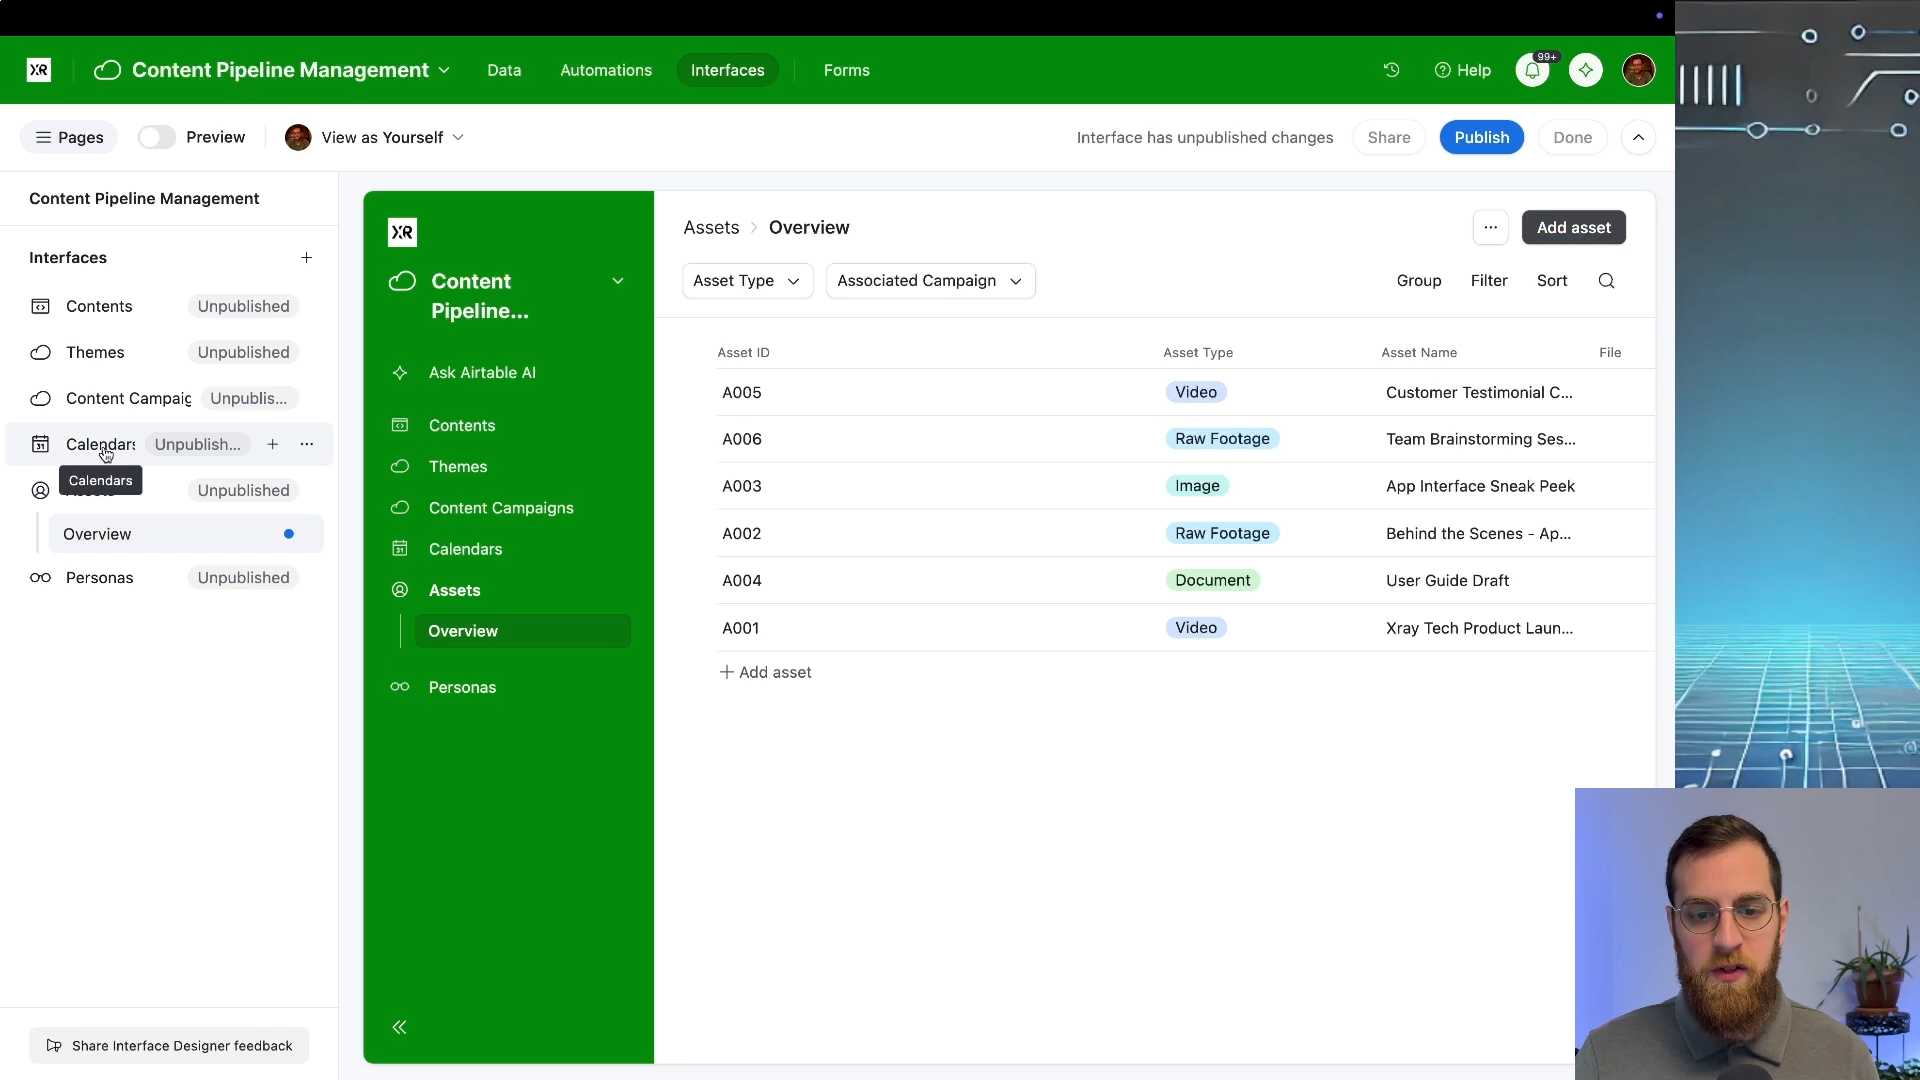 XR
Content Pipeline Management
Data
Automations
Interfaces
Forms
Help
99+
Pages
Preview
View as Yourself
Interface has unpublished changes
Share
Publish
Done
Content Pipeline Management
Interfaces
Contents
Unpublished
Themes
Unpublished
Content Campaig
Unpublis...
Calendars
Unpublish...
Calendars
Unpublished
Overview
Personas
Unpublished
Share Interface Designer feedback
XR
Content
Pipeline...
Ask Airtable AI
Contents
Themes
Content Campaigns
31 Calendars
Assets
Overview
Personas
Assets > Overview
...
Add asset
Asset Type
Associated Campaign
Group
Filter
Sort
Asset ID
Asset Type
Asset Name
File
A005
Video
Customer Testimonial C...
A006
Raw Footage
Team Brainstorming Ses...
A003
Image
App Interface Sneak Peek
A002
Raw Footage
Behind the Scenes - Ap...
A004
Document
User Guide Draft
A001
Video
Xray Tech Product Laun...
+ Add asset